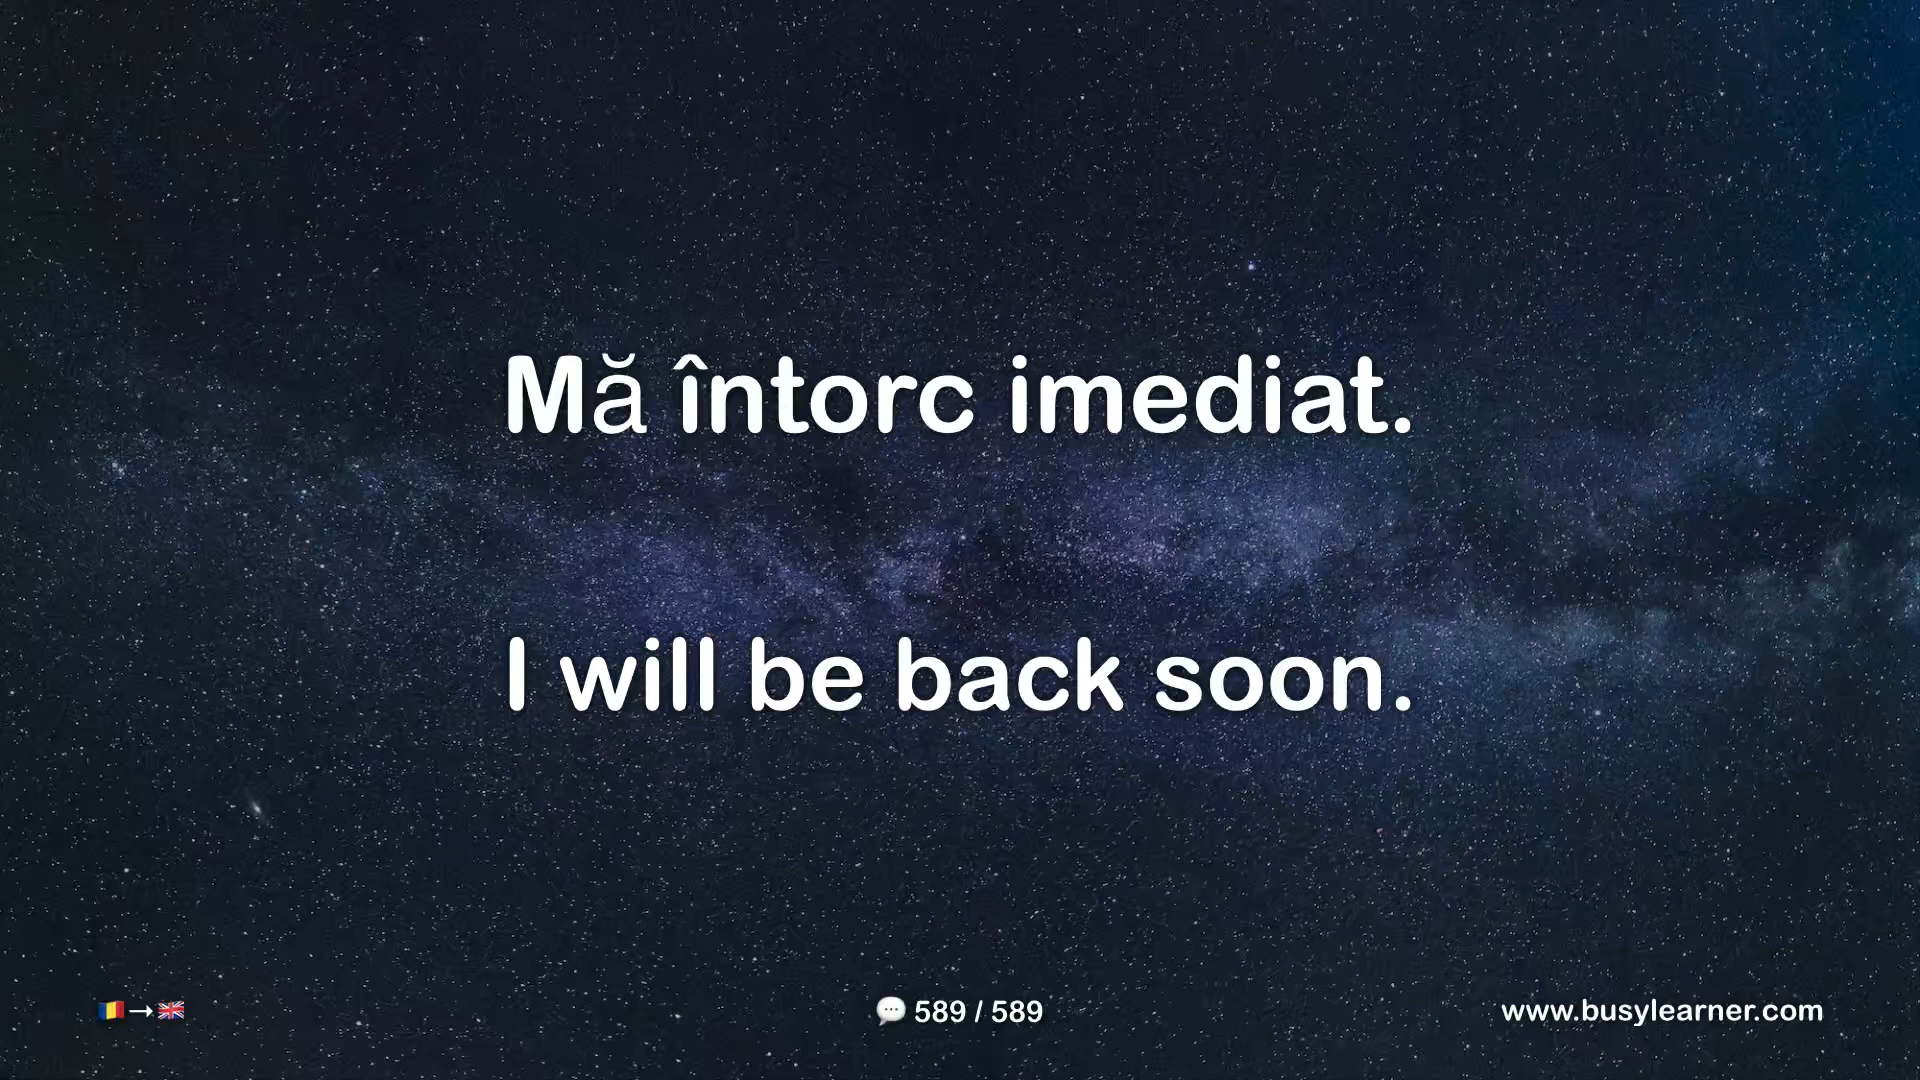 Mă întorc imediat.
I will be back soon.
🇷🇴→🇬🇧
💬 589 / 589
www.busylearner.com